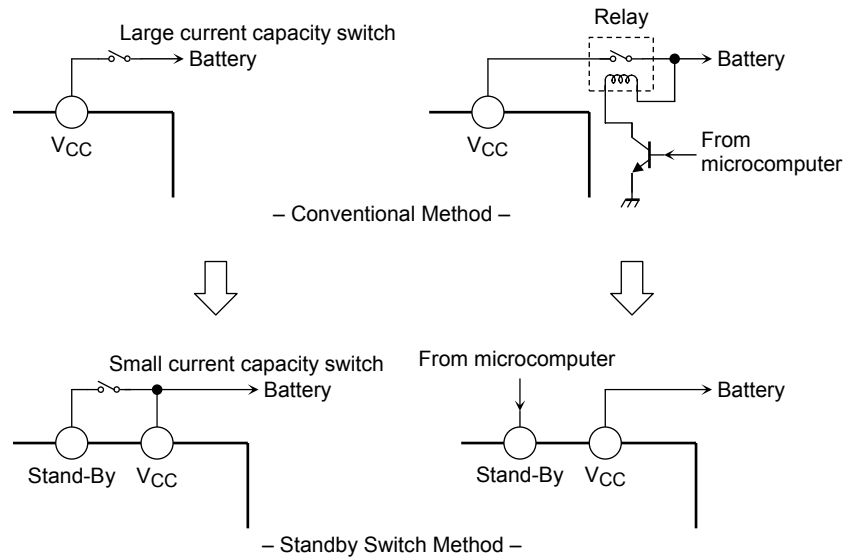 Large current capacity switch
Battery
VCC
Relay
Battery
VCC
From
microcomputer
– Conventional Method –
Small current capacity switch
Battery
Stand-By
VCC
From microcomputer
Battery
Stand-By
VCC
– Standby Switch Method –